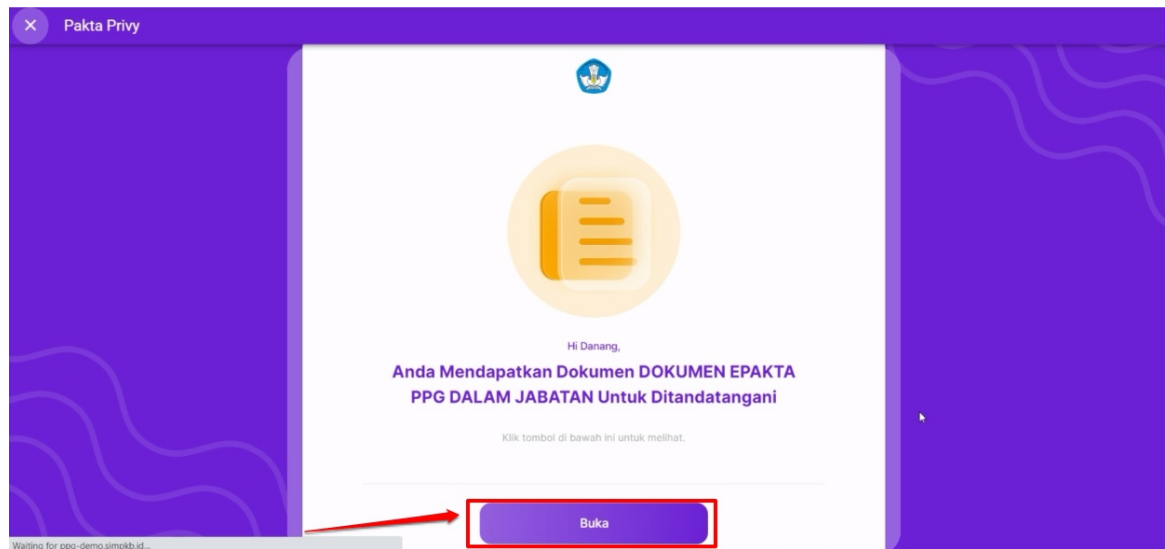 Pakta Privy
Hi Danang,
Anda Mendapatkan Dokumen DOKUMEN EPAKTA
PPG DALAM JABATAN Untuk Ditandatangani
Klik tombol di bawah ini untuk melihat.
Buka
Waiting for ppg-demo.simpkb.id...